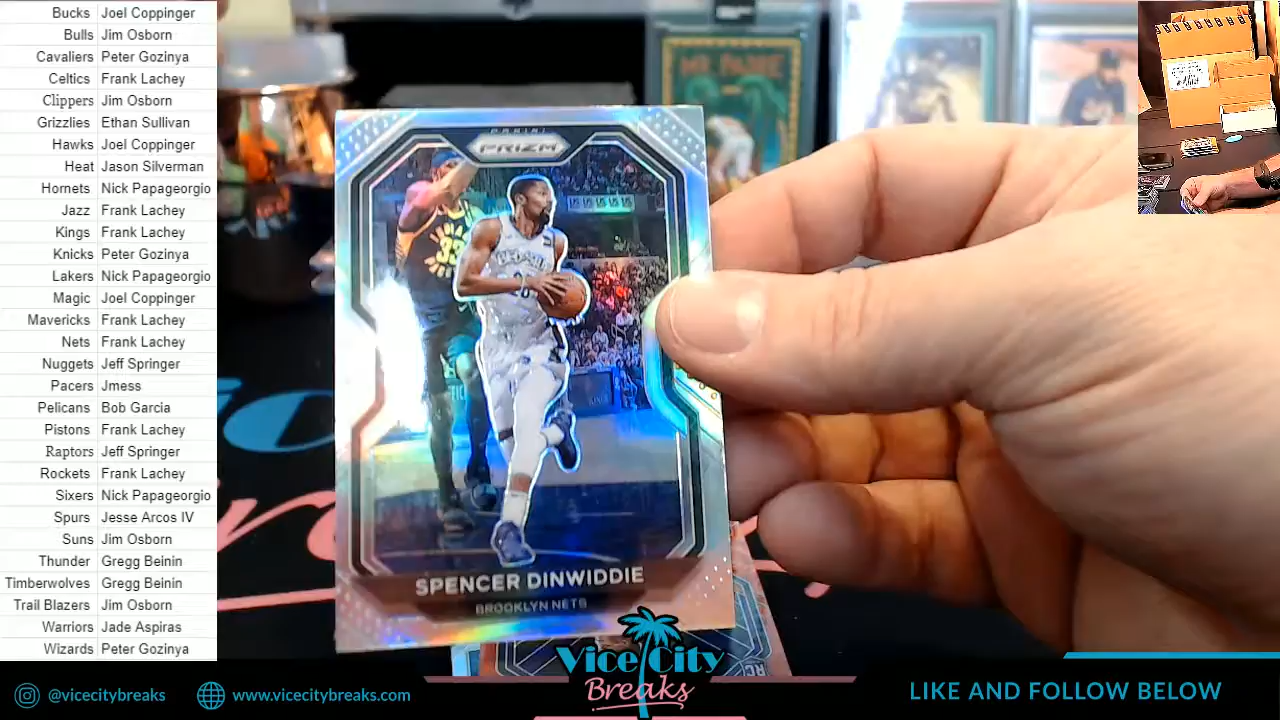 Bucks Joel Coppinger
Bulls Jim Osborn
Cavaliers Peter Gozinya
Celtics Frank Lachey
Clippers Jim Osborn
Grizzlies Ethan Sullivan
Hawks Joel Coppinger
Heat Jason Silverman
Hornets Nick Papageorgio
Jazz Frank Lachey
Kings Frank Lachey
Knicks Peter Gozinya
Lakers Nick Papageorgio
Magic Joel Coppinger
Mavericks Frank Lachey
Nets Frank Lachey
Nuggets Jeff Springer
Pacers Jmess
Pelicans Bob Garcia
Pistons Frank Lachey
Raptors Jeff Springer
Rockets Frank Lachey
Sixers Nick Papageorgio
Spurs Jesse Arcos IV
Suns Jim Osborn
Thunder Gregg Beinin
Timberwolves Gregg Beinin
Trail Blazers Jim Osborn
Warriors Jade Aspiras
Wizards Peter Gozinya
PANINI
PRIZM
33
SPENCER DINWIDDIE
BROOKLYN NETS
RC
Vice City
Breaks
@vicecitybreaks
www.vicecitybreaks.com
LIKE AND FOLLOW BELOW